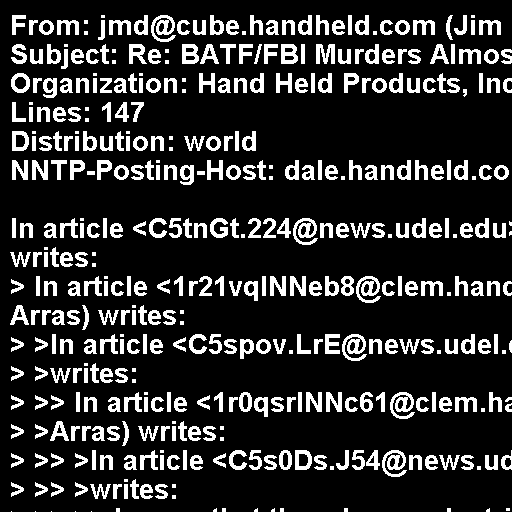 From: jmd@cube.handheld.com (Jim
Subject: Re: BATF/FBI Murders Almos
Organization: Hand Held Products, Inc
Lines: 147
Distribution: world
NNTP-Posting-Host: dale.handheld.co

In article <C5tnGt.224@news.udel.edu>
writes:
> In article <1r21vqINNeb8@clem.hand
Arras) writes:
> >In article <C5spov.LrE@news.udel.e
> >writes:
> >> In article <1r0qsrINNc61@clem.ha
> >Arras) writes:
> >> >In article <C5s0Ds.J54@news.ud
> >> >writes: